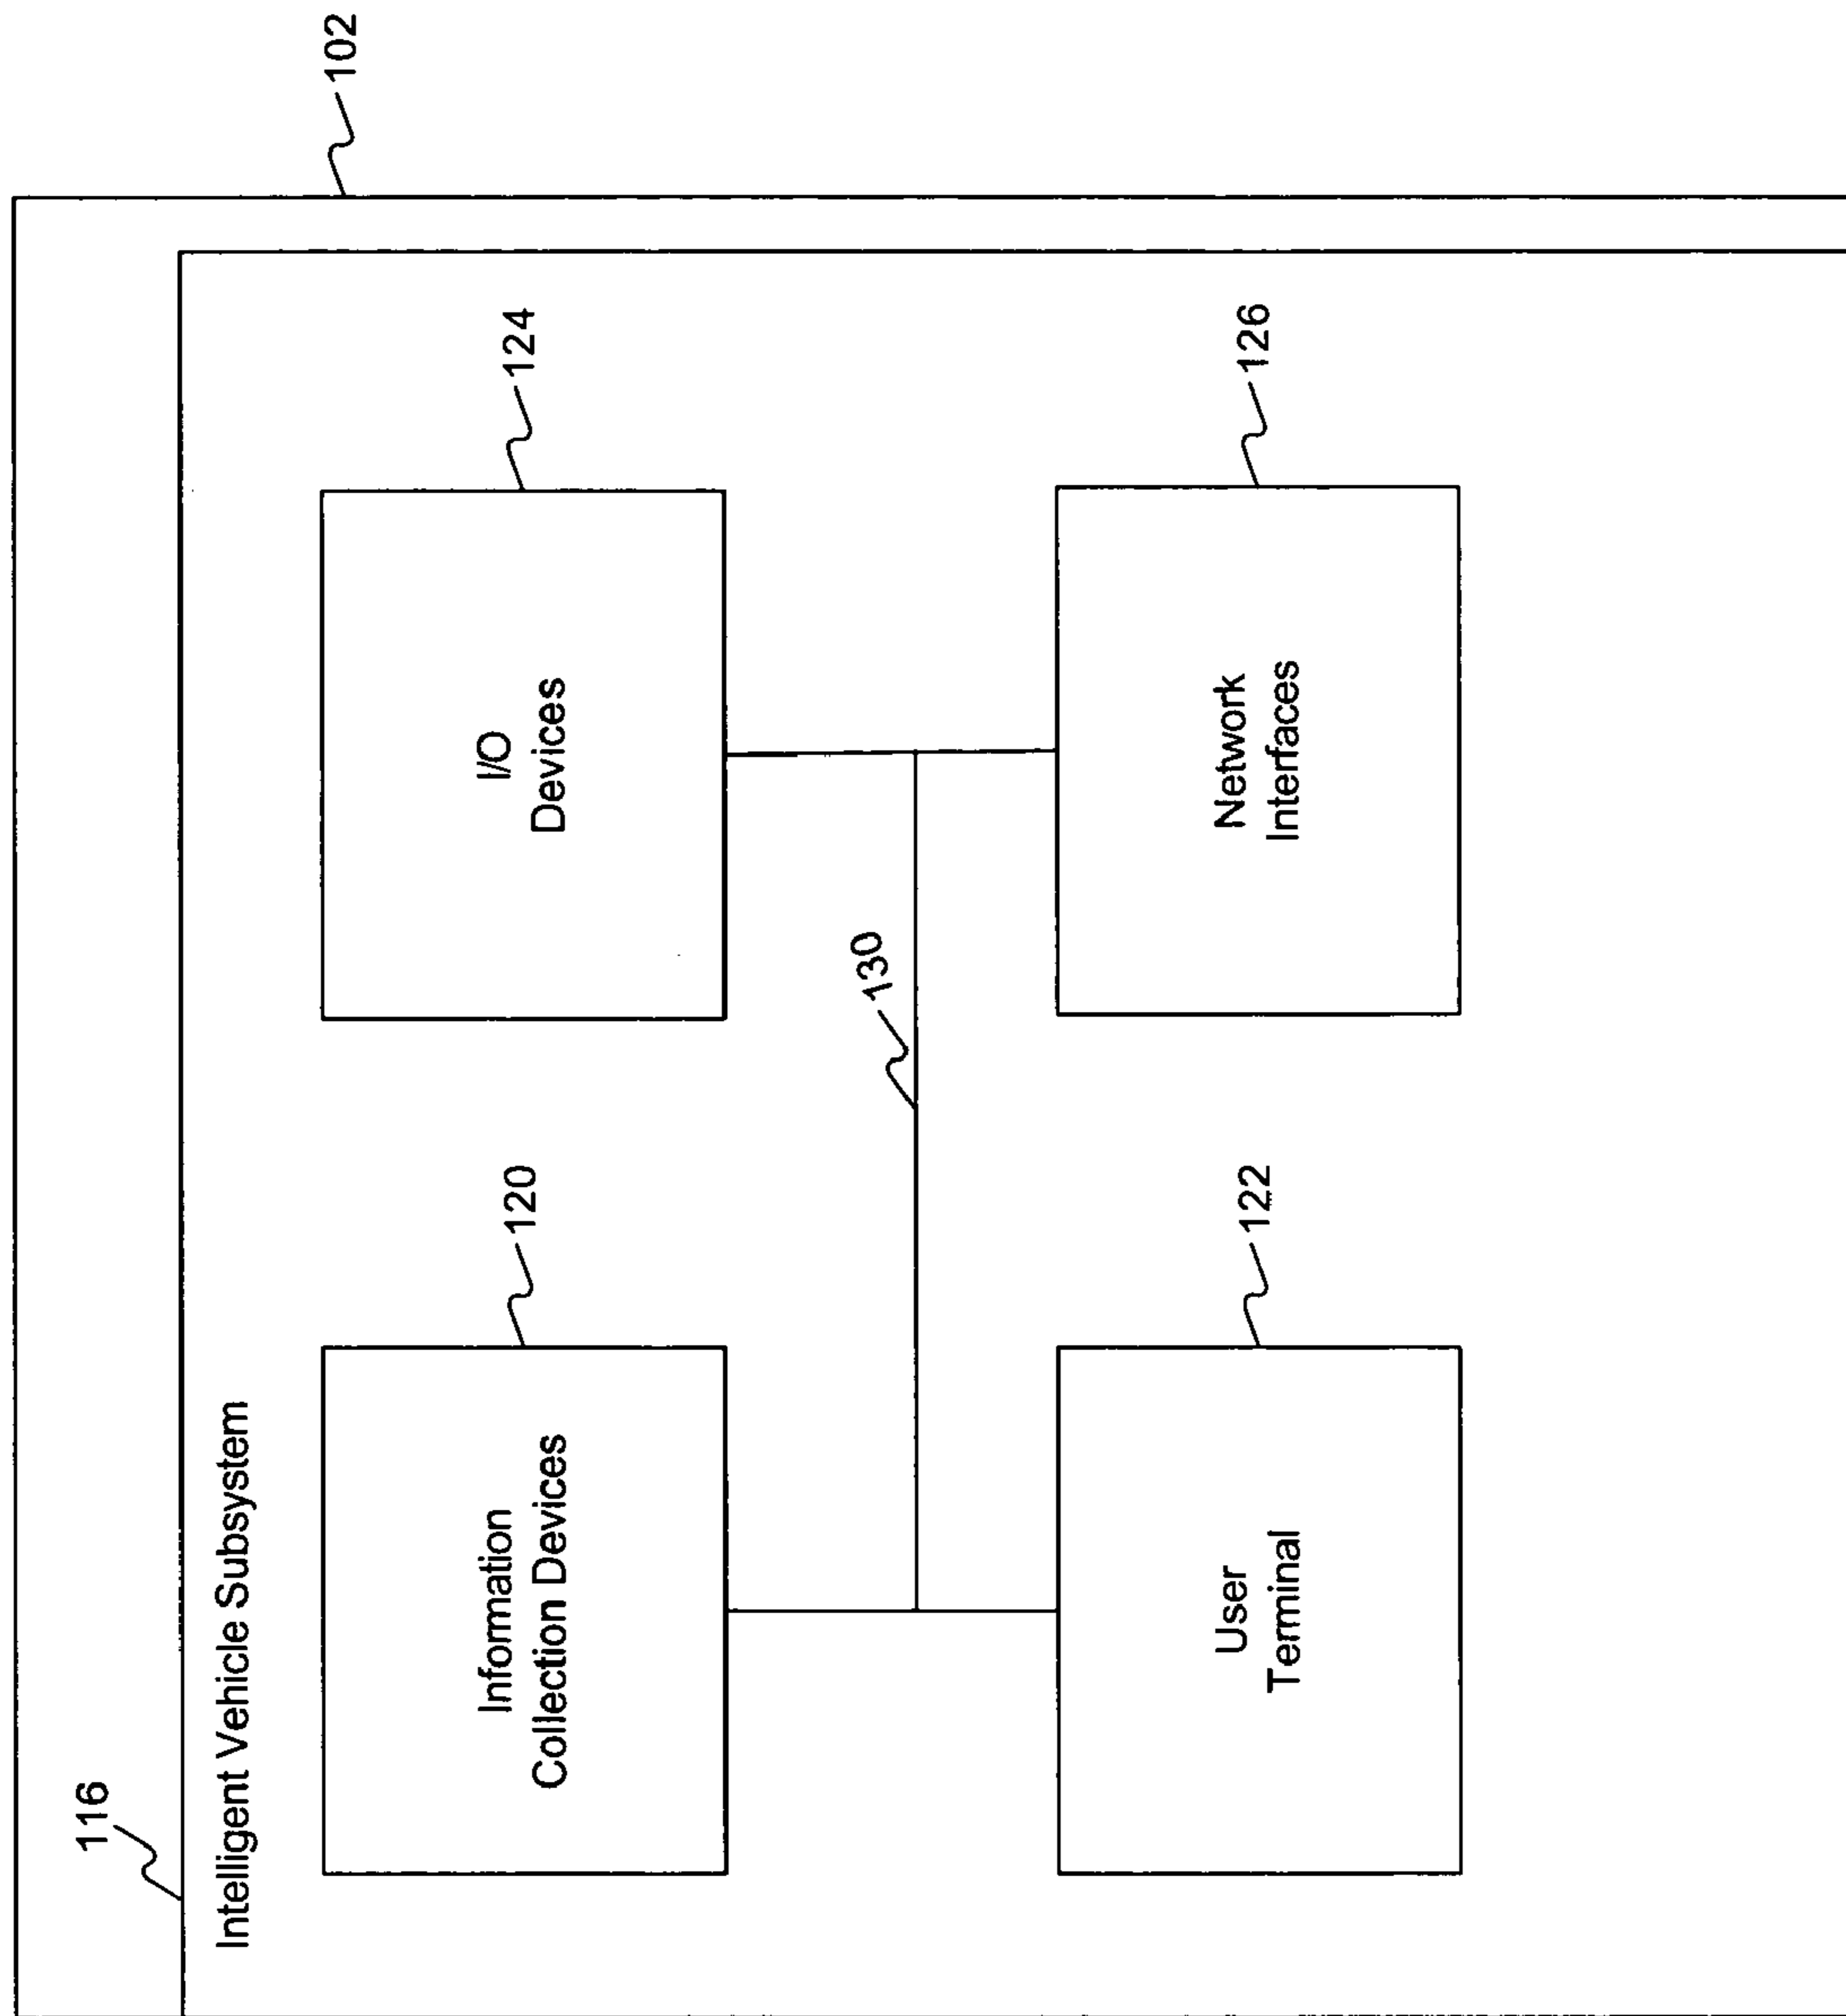 102
116
Intelligent Vehicle Subsystem
120
124
Information
Collection Devices
I/O
Devices
130
122
126
User
Terminal
Network
Interfaces